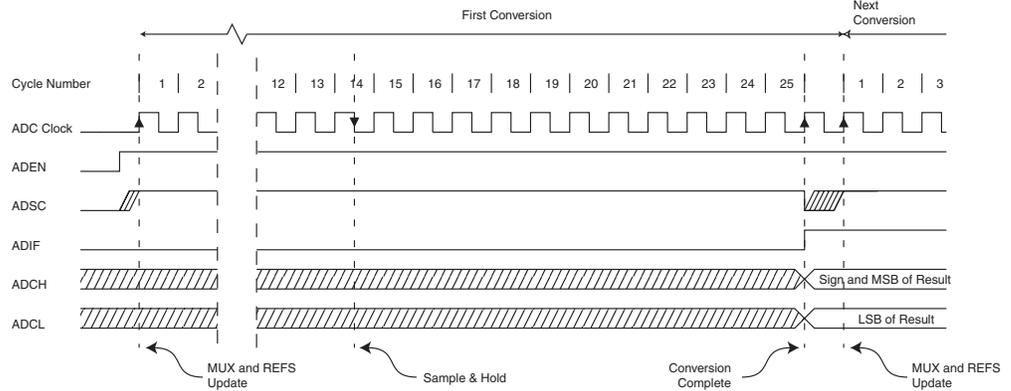 First Conversion
Next
Conversion
Cycle Number 1 2 12 13 14 15 16 17 18 19 20 21 22 23 24 25 1 2 3
ADC Clock
ADEN
ADSC
ADIF
ADCH Sign and MSB of Result
ADCL LSB of Result
MUX and REFS
Update
Sample & Hold
Conversion
Complete
MUX and REFS
Update